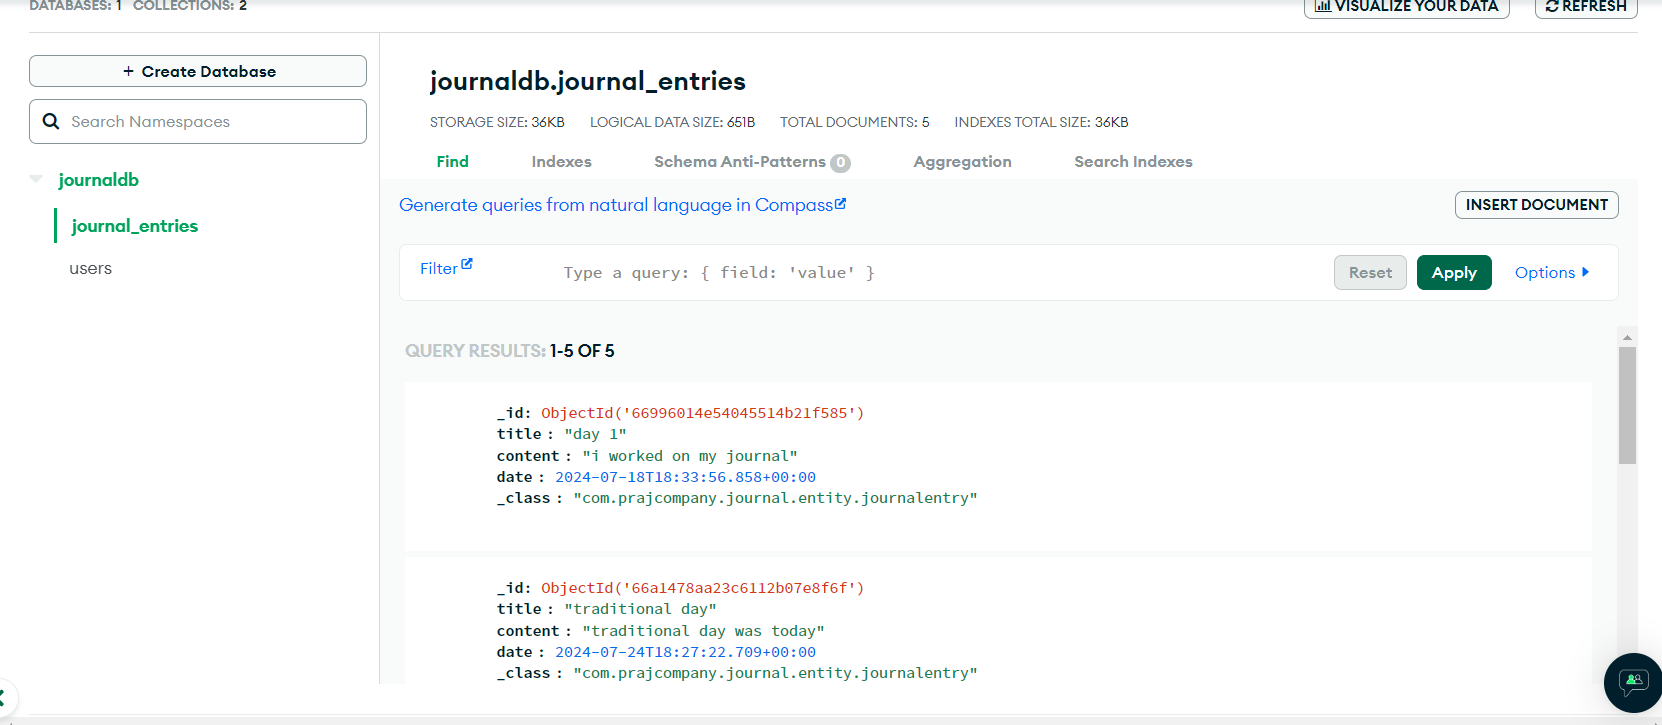 DATABASES: 1 COLLECTIONS: 2
VISUALIZE YOUR DATA
REFRESH
+ Create Database
Search Namespaces
journaldb
journal_entries
users
journaldb.journal_entries
STORAGE SIZE: 36KB LOGICAL DATA SIZE: 651B TOTAL DOCUMENTS: 5 INDEXES TOTAL SIZE: 36KB
Find Indexes Schema Anti-Patterns 0 Aggregation Search Indexes
Generate queries from natural language in Compass
INSERT DOCUMENT
Filter
Type a query: { field: 'value' }
Reset Apply Options
QUERY RESULTS: 1-5 OF 5
_id: ObjectId('66996014e54045514b21f585')
title : "day 1"
content : "i worked on my journal"
date : 2024-07-18T18:33:56.858+00:00
_class : "com.prajcompany.journal.entity.journalentry"
_id: ObjectId('66a1478aa23c6112b07e8f6f')
title : "traditional day"
content : "traditional day was today"
date : 2024-07-24T18:27:22.709+00:00
_class : "com.prajcompany.journal.entity.journalentry"